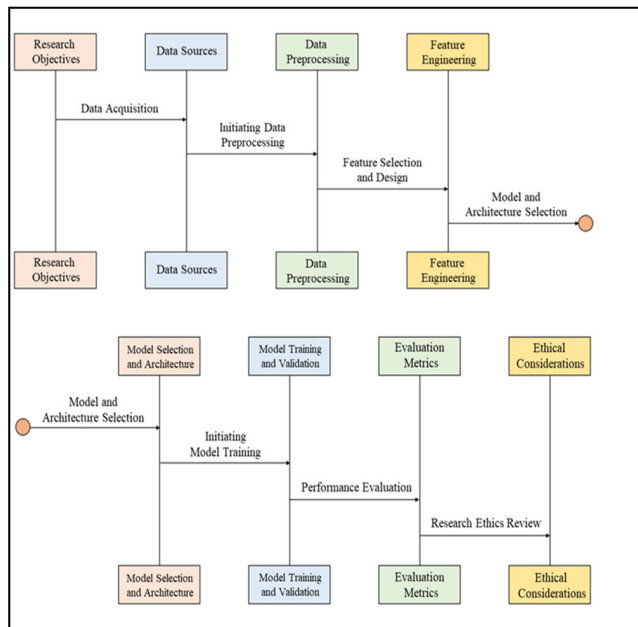 Research
Objectives
Data Sources
Data
Preprocessing
Feature
Engineering
Data Acquisition
Initiating Data
Preprocessing
Feature Selection
and Design
Model and
Architecture Selection
Research
Objectives
Data Sources
Data
Preprocessing
Feature
Engineering
Model Selection
and Architecture
Model Training
and Validation
Evaluation
Metrics
Ethical
Considerations
Model and
Architecture Selection
Initiating
Model Training
Performance Evaluation
Research Ethics Review
Model Selection
and Architecture
Model Training
and Validation
Evaluation
Metrics
Ethical
Considerations